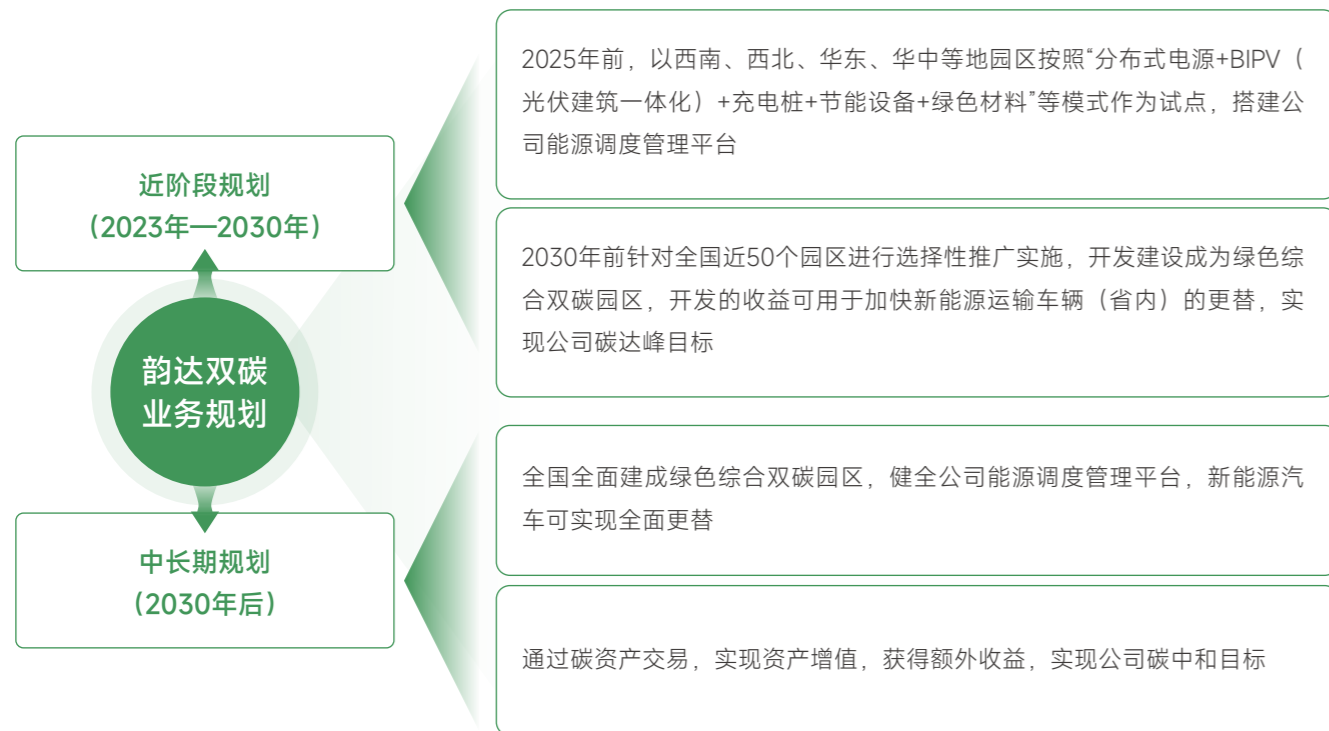 近阶段规划
（2023年—2030年）
2025年前，以西南、西北、华东、华中等地园区按照“分布式电源+BIPV（
光伏建筑一体化）+充电桩+节能设备+绿色材料”等模式作为试点，搭建公
司能源调度管理平台
2030年前针对全国近50个园区进行选择性推广实施，开发建设成为绿色综
合双碳园区，开发的收益可用于加快新能源运输车辆（省内）的更替，实
现公司碳达峰目标
韵达双碳
业务规划
中长期规划
（2030年后）
全国全面建成绿色综合双碳园区，健全公司能源调度管理平台，新能源汽
车可实现全面更替
通过碳资产交易，实现资产增值，获得额外收益，实现公司碳中和目标